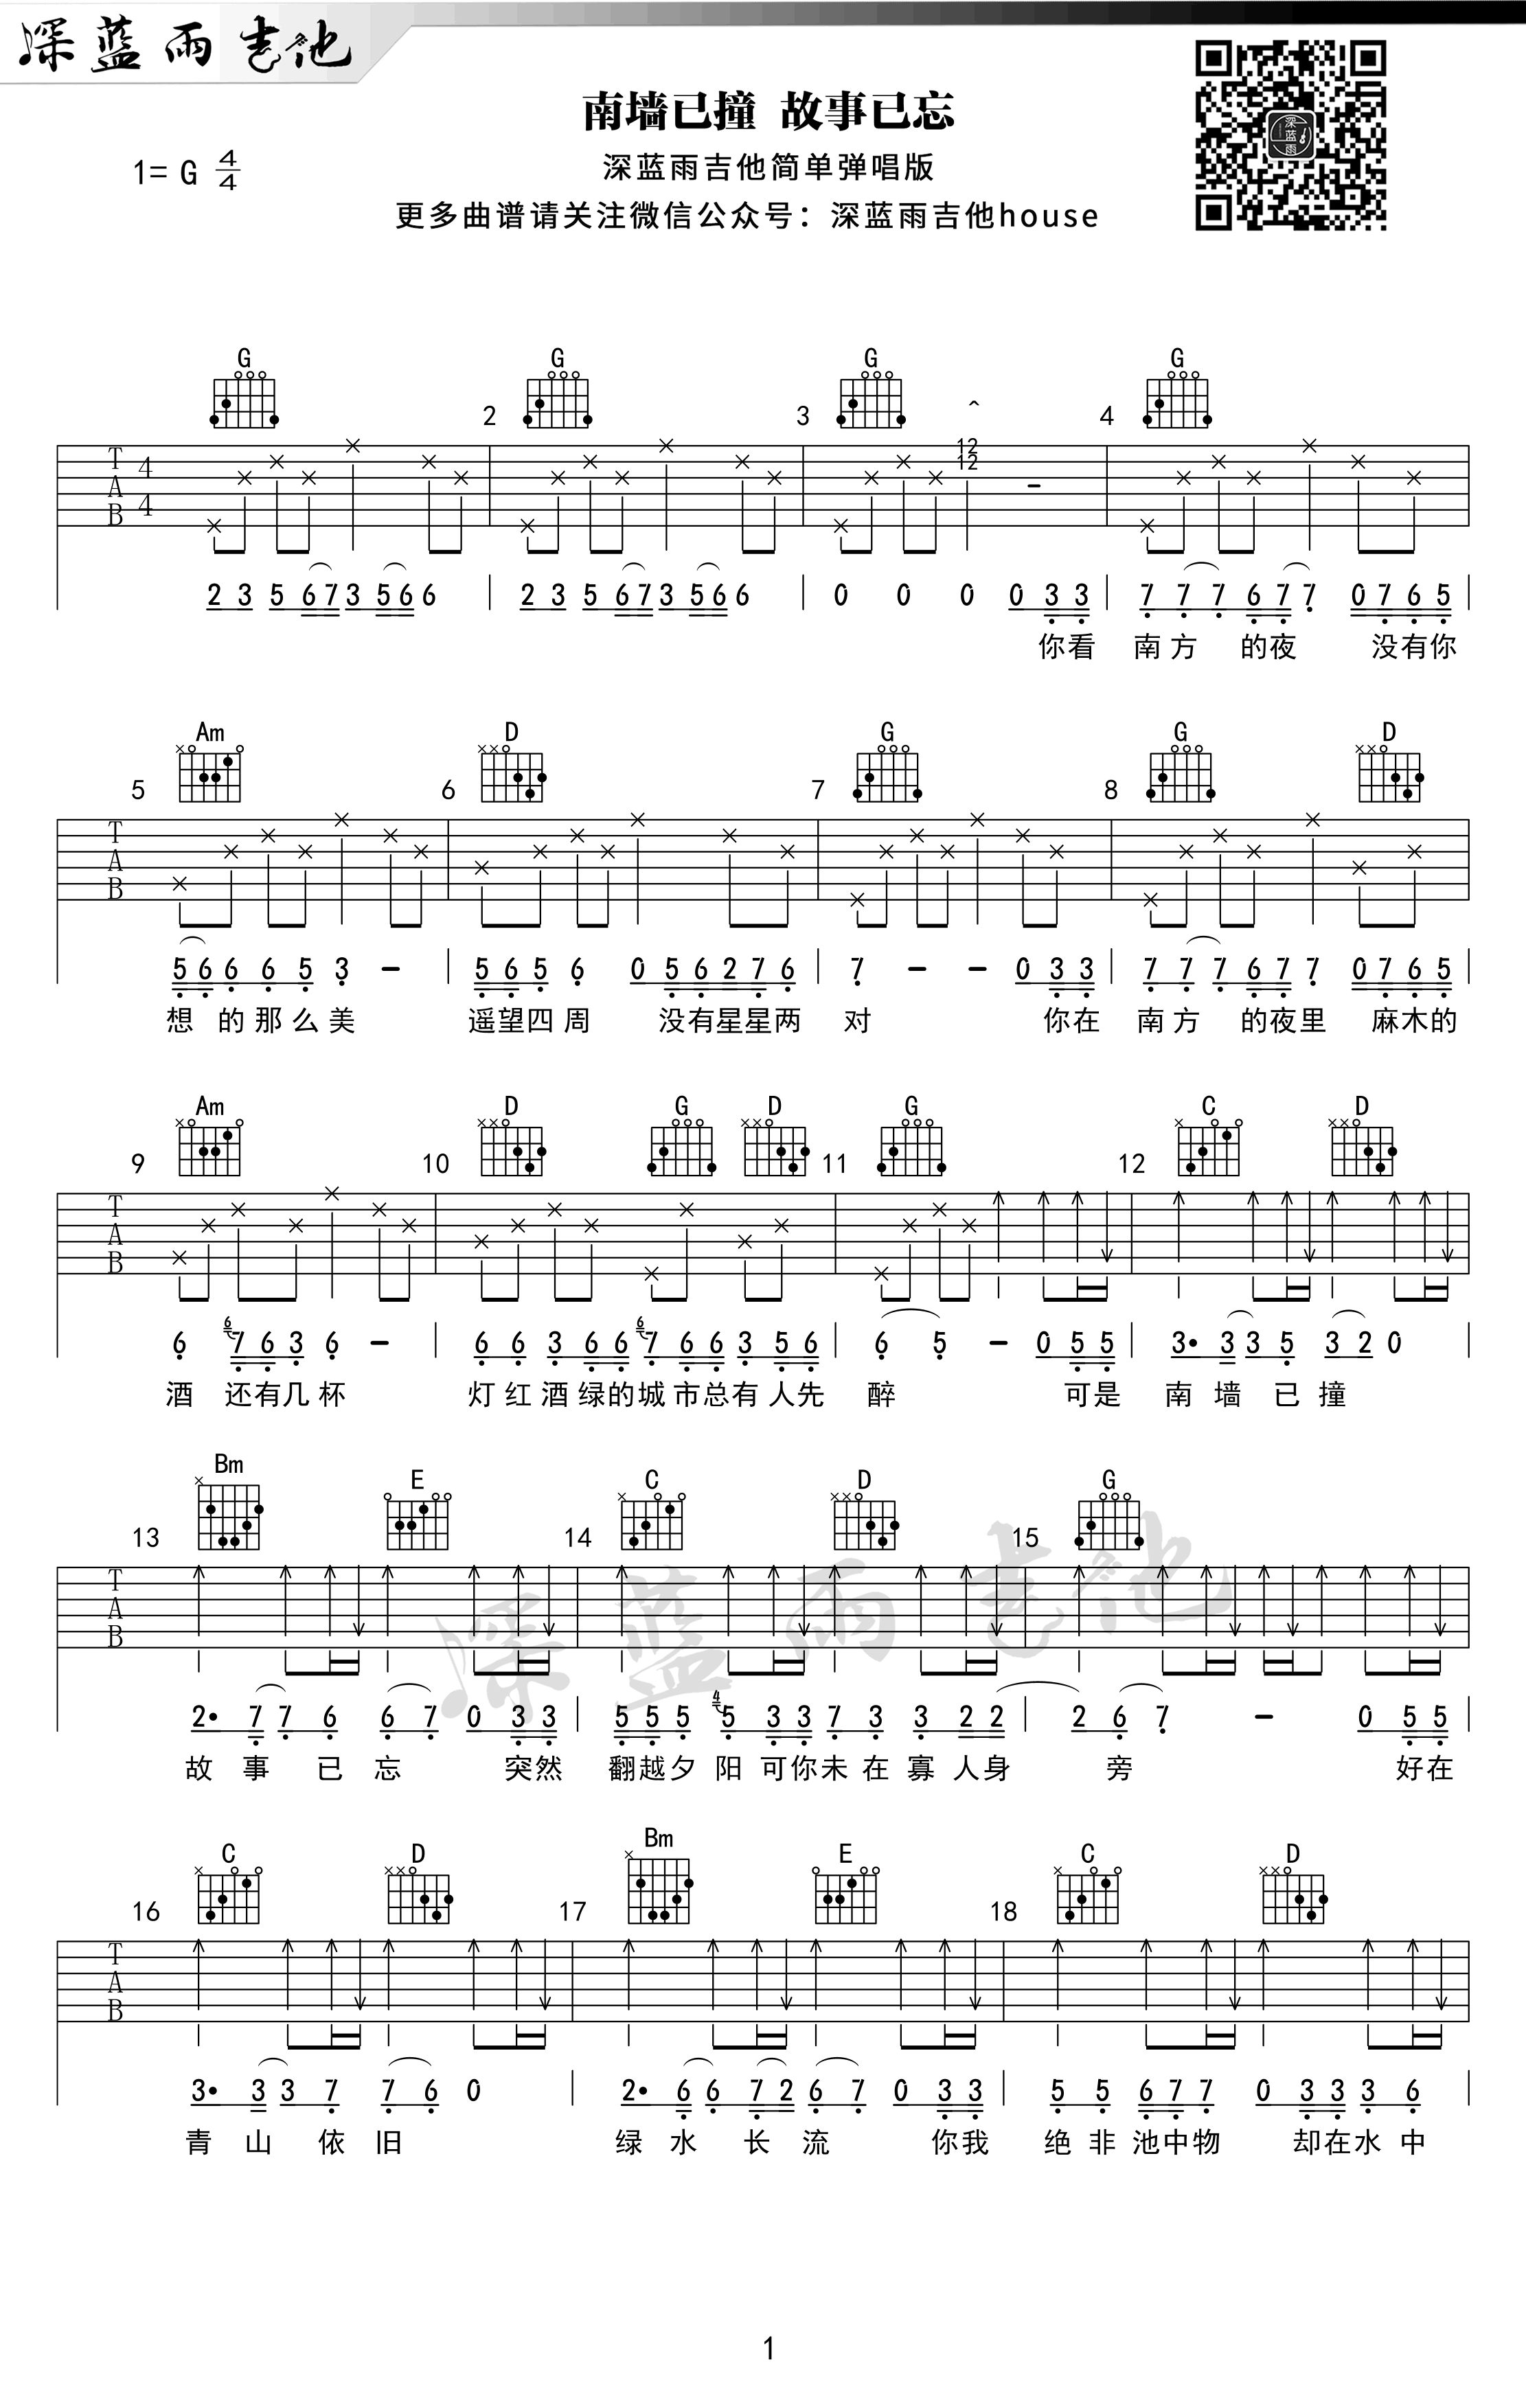 深蓝雨吉他
南墙已撞 故事已忘
深蓝雨吉他简单弹唱版
1= G 4/4
更多曲谱请关注微信公众号：深蓝雨吉他house
深蓝雨
G G G G
2 3 4
12
12
T A B 4 4
2 3 5 6 7 3 5 6 6 2 3 5 6 7 3 5 6 6 0 0 0 0 3 3 7 7 7 6 7 7 0 7 6 5
你看 南方 的夜 没有你
Am D G G D
5 6 7 8
T A B
5 6 6 6 5 3 - 5 6 5 6 0 5 6 2 7 6 7 - - 0 3 3 7 7 7 6 7 7 0 7 6 5
想 的那么美 遥望四周 没有星星两 对 你在 南方 的夜里 麻木的
Am D G D G C D
9 10 11 12
T A B
6 6 7 6 3 6 - 6 6 3 6 6 6 7 6 6 3 5 6 6 5 - 0 5 5 3· 3 3 5 3 2 0
酒 还有几杯 灯红酒绿的城市总有人先 醉 可是 南墙 已撞
Bm E C D G
13 14 15
T A B
2· 7 7 6 6 7 0 3 3 5 5 5 4 5 3 3 7 3 3 2 2 2 6 7 - 0 5 5
故事 已忘 突然 翻越夕阳可你未在寡人身 旁 好在
深蓝雨吉他
C D Bm E C D
16 17 18
T A B
3· 3 3 7 7 6 0 2· 6 6 7 2 6 7 0 3 3 5 5 6 7 7 0 3 3 3 6
青山 依旧 绿水 长流 你我 绝非池中物 却在水中
1